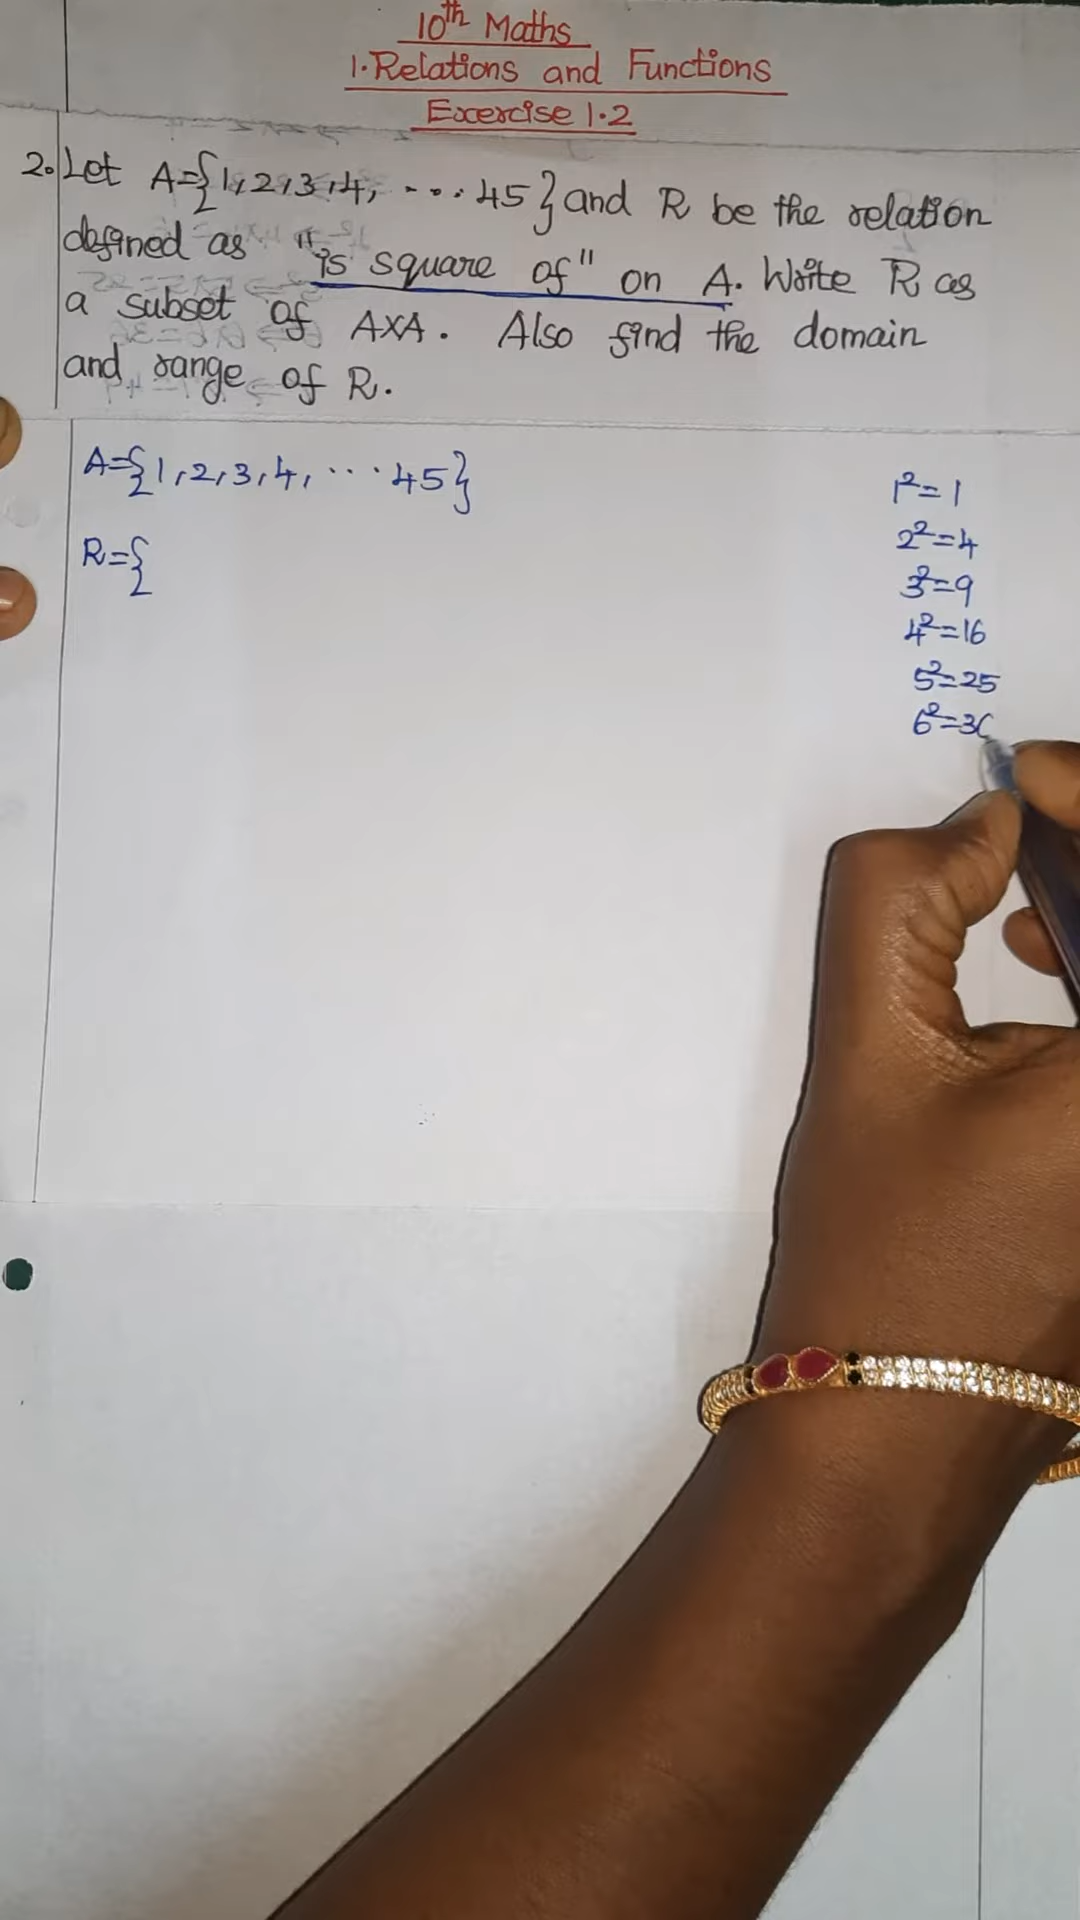 10th Maths
1. Relations and Functions
Exercise 1.2
2. Let A={1,2,3,4, .... 45} and R be the relation
defined as "is square of" on A. Write R as
a subset of A×A. Also find the domain
and range of R.
A={1,2,3,4, ... 45}
R={
1²=1
2²=4
3²=9
4²=16
5²=25
6²=3